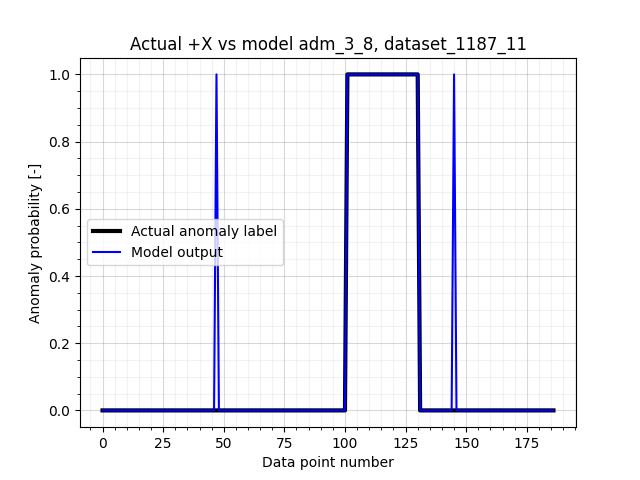 Actual +X vs model adm_3_8, dataset_1187_11
1.0
0.8
0.6
0.4
0.2
0.0
Anomaly probability [-]
Actual anomaly label
Model output
0 25 50 75 100 125 150 175
Data point number